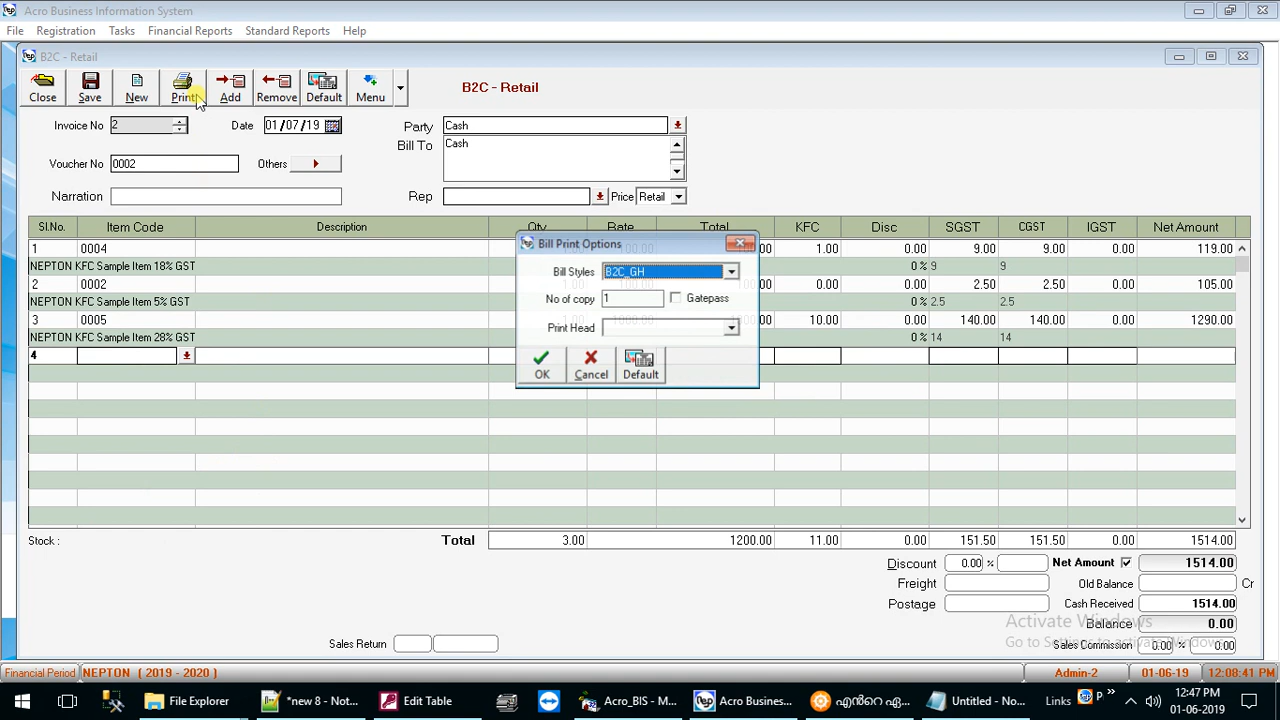 Acro Business Information System
File Registration Tasks Financial Reports Standard Reports Help
B2C - Retail
Close Save New Print Add Remove Default Menu
B2C - Retail
Invoice No 2 Date 01/07/19 Party Cash
Bill To Cash
Voucher No 0002 Others
Narration Rep Price Retail
Sl.No. Item Code Description Qty Rate Total KFC Disc SGST CGST IGST Net Amount
1 0004 1.00 0.00 9.00 9.00 0.00 119.00
NEPTON KFC Sample Item 18% GST 0 % 9 9
2 0002 0.00 0.00 2.50 2.50 0.00 105.00
NEPTON KFC Sample Item 5% GST 0 % 2.5 2.5
3 0005 10.00 0.00 140.00 140.00 0.00 1290.00
NEPTON KFC Sample Item 28% GST 0 % 14 14
4
Bill Print Options
Bill Styles B2C_GH
No of copy 1 Gatepass
Print Head
OK Cancel Default
Stock : Total 3.00 1200.00 11.00 0.00 151.50 151.50 0.00 1514.00
Discount 0.00 % Net Amount 1514.00
Freight Old Balance Cr
Postage Cash Received 1514.00
Balance 0.00
Activate Windows
Go to Settings to activate Windows.
Sales Return Sales Commission 0.00 % 0.00
Financial Period NEPTON ( 2019 - 2020 ) Admin-2 01-06-19 12:08:41 PM
File Explorer *new 8 - Not... Edit Table Acro_BIS - M... Acro Busines... എൻറെ ഏ... Untitled - No... Links P » 12:47 PM
01-06-2019